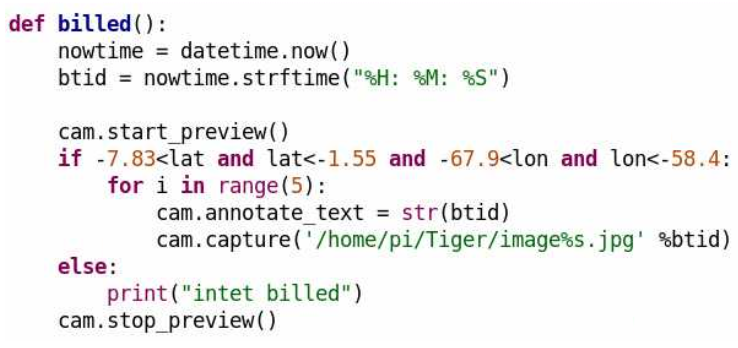 def billed():
    nowtime = datetime.now()
    btid = nowtime.strftime("%H: %M: %S")

    cam.start_preview()
    if -7.83<lat and lat<-1.55 and -67.9<lon and lon<-58.4:
        for i in range(5):
            cam.annotate_text = str(btid)
            cam.capture('/home/pi/Tiger/image%s.jpg' %btid)
    else:
        print("intet billed")
    cam.stop_preview()